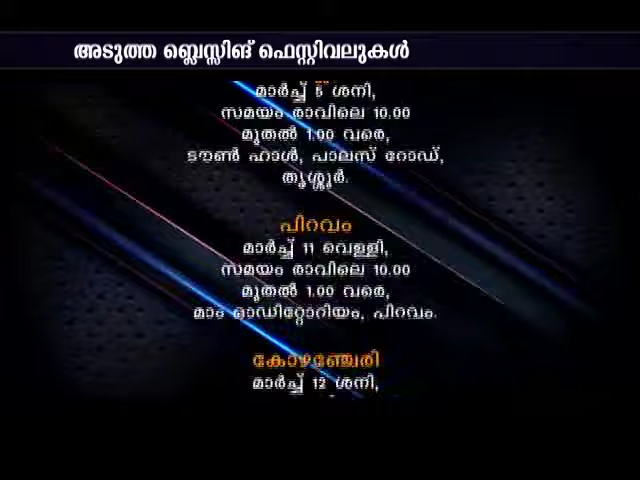 അടുത്ത ബ്ലെസ്സിങ് ഫെസ്റ്റിവലുകൾ
മാർച്ച് 5 ശനി,
സമയം രാവിലെ 10.00
മുതൽ 1.00 വരെ,
ടൗൺ ഹാൾ, പാലസ് റോഡ്,
തൃശ്ശൂർ.
പിറവം
മാർച്ച് 11 വെള്ളി,
സമയം രാവിലെ 10.00
മുതൽ 1.00 വരെ,
മാം ഓഡിറ്റോറിയം, പിറവം.
കോഴഞ്ചേരി
മാർച്ച് 12 ശനി,